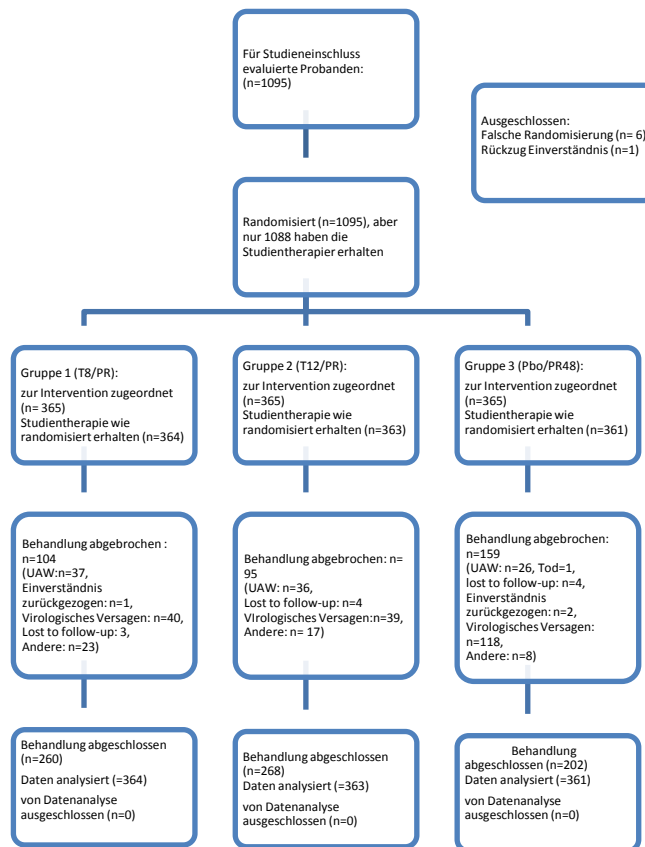 Für Studieneinschluss
evaluierte Probanden:
(n=1095)
Ausgeschlossen:
Falsche Randomisierung (n= 6)
Rückzug Einverständnis (n=1)
Randomisiert (n=1095), aber
nur 1088 haben die
Studientherapier erhalten
Gruppe 1 (T8/PR):
zur Intervention zugeordnet
(n= 365)
Studientherapie wie
randomisiert erhalten (n=364)
Gruppe 2 (T12/PR):
zur Intervention zugeordnet
(n=365)
Studientherapie wie
randomisiert erhalten (n=363)
Gruppe 3 (Pbo/PR48):
zur Intervention zugeordnet
(n=365)
Studientherapie wie
randomisiert erhalten (n=361)
Behandlung abgebrochen :
n=104
(UAW:n=37,
Einverständnis
zurückgezogen: n=1,
Virologisches Versagen: n=40,
Lost to follow-up: 3,
Andere: n=23)
Behandlung abgebrochen: n=
95
(UAW: n=36,
Lost to follow-up: n=4
VIrologisches Versagen:n=39,
Andere: n= 17)
Behandlung abgebrochen:
n=159
(UAW: n=26, Tod=1,
lost to follow-up: n=4,
Einverständnis
zurückgezogen: n=2,
Virologisches Versagen:
n=118,
Andere: n=8)
Behandlung abgeschlossen
(n=260)
Daten analysiert (=364)
von Datenanalyse
ausgeschlossen (n=0)
Behandlung abgeschlossen
(n=268)
Daten analysiert (=363)
von Datenanalyse
ausgeschlossen (n=0)
Behandlung
abgeschlossen (n=202)
Daten analysiert (=361)
von Datenanalyse
ausgeschlossen (n=0)